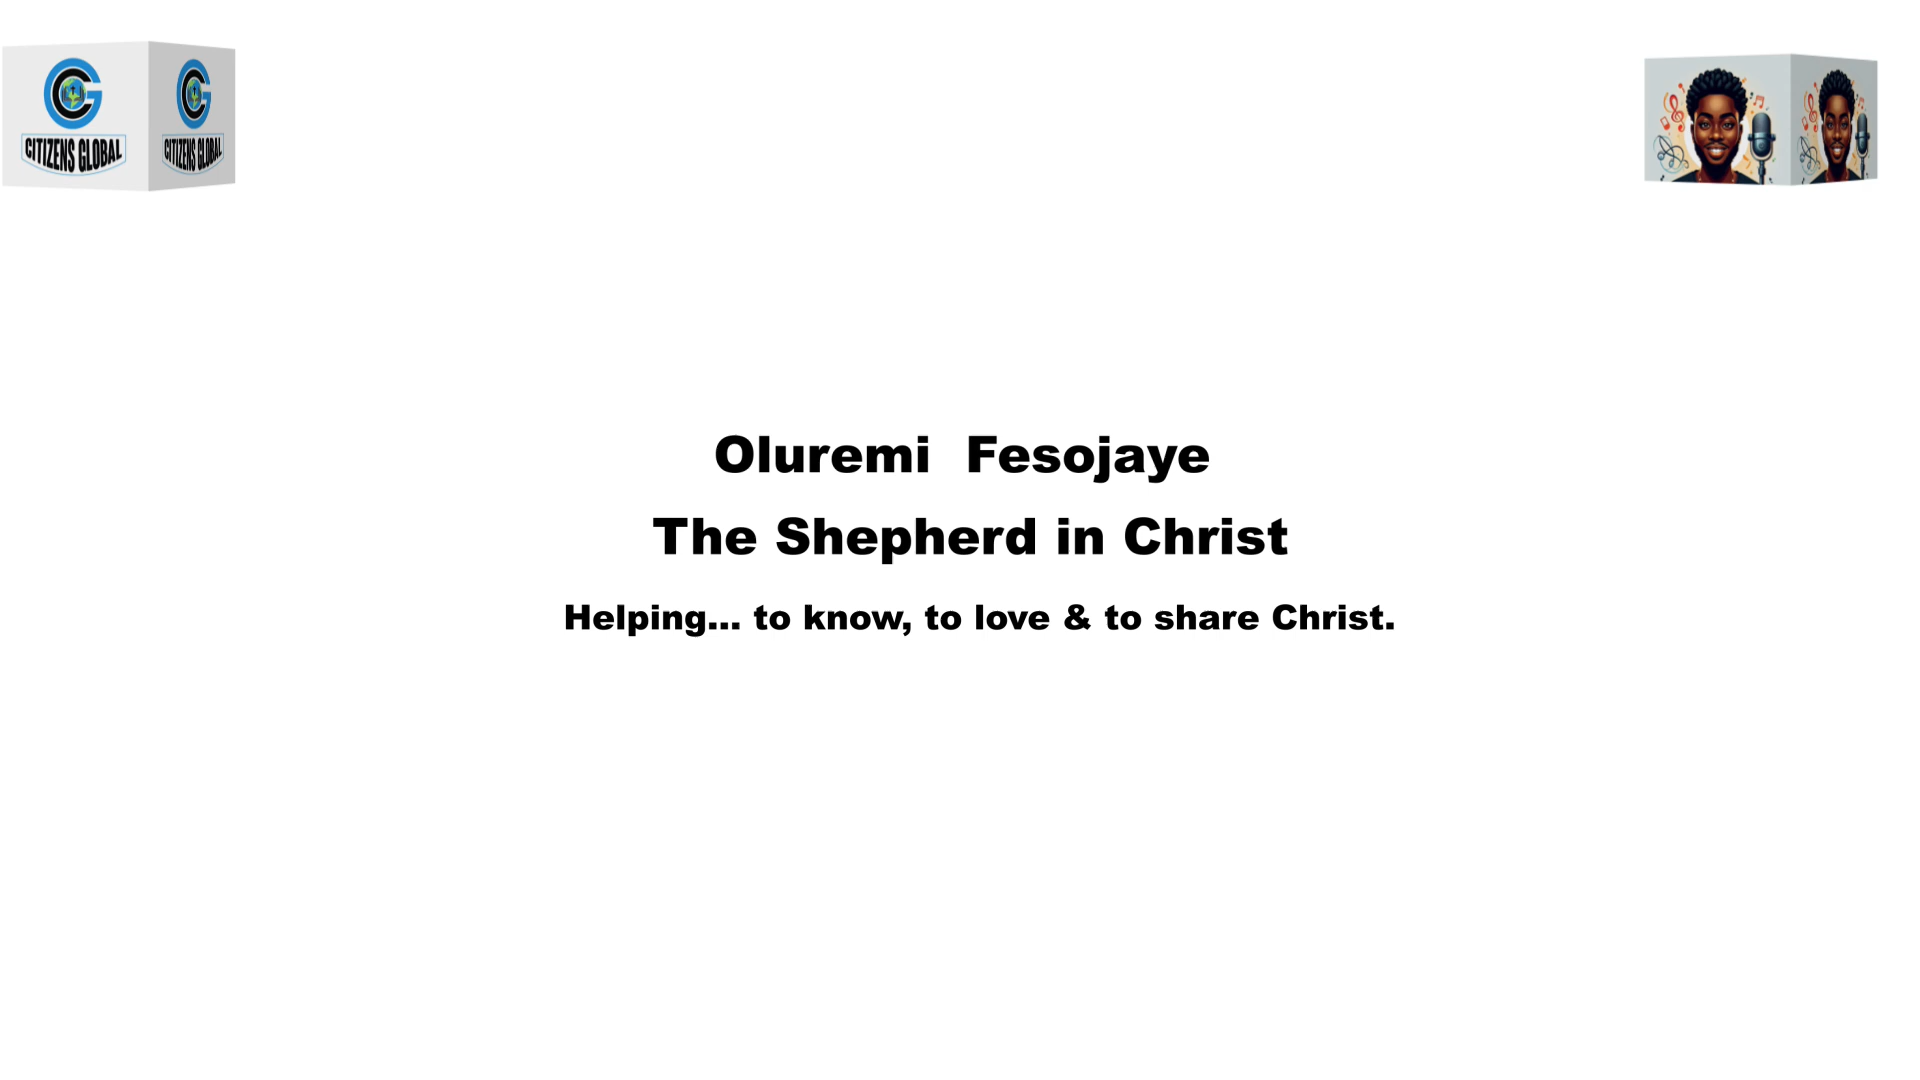 CITIZENS GLOBAL
CITIZENS GLOBAL
Oluremi  Fesojaye
The Shepherd in Christ
Helping... to know, to love & to share Christ.